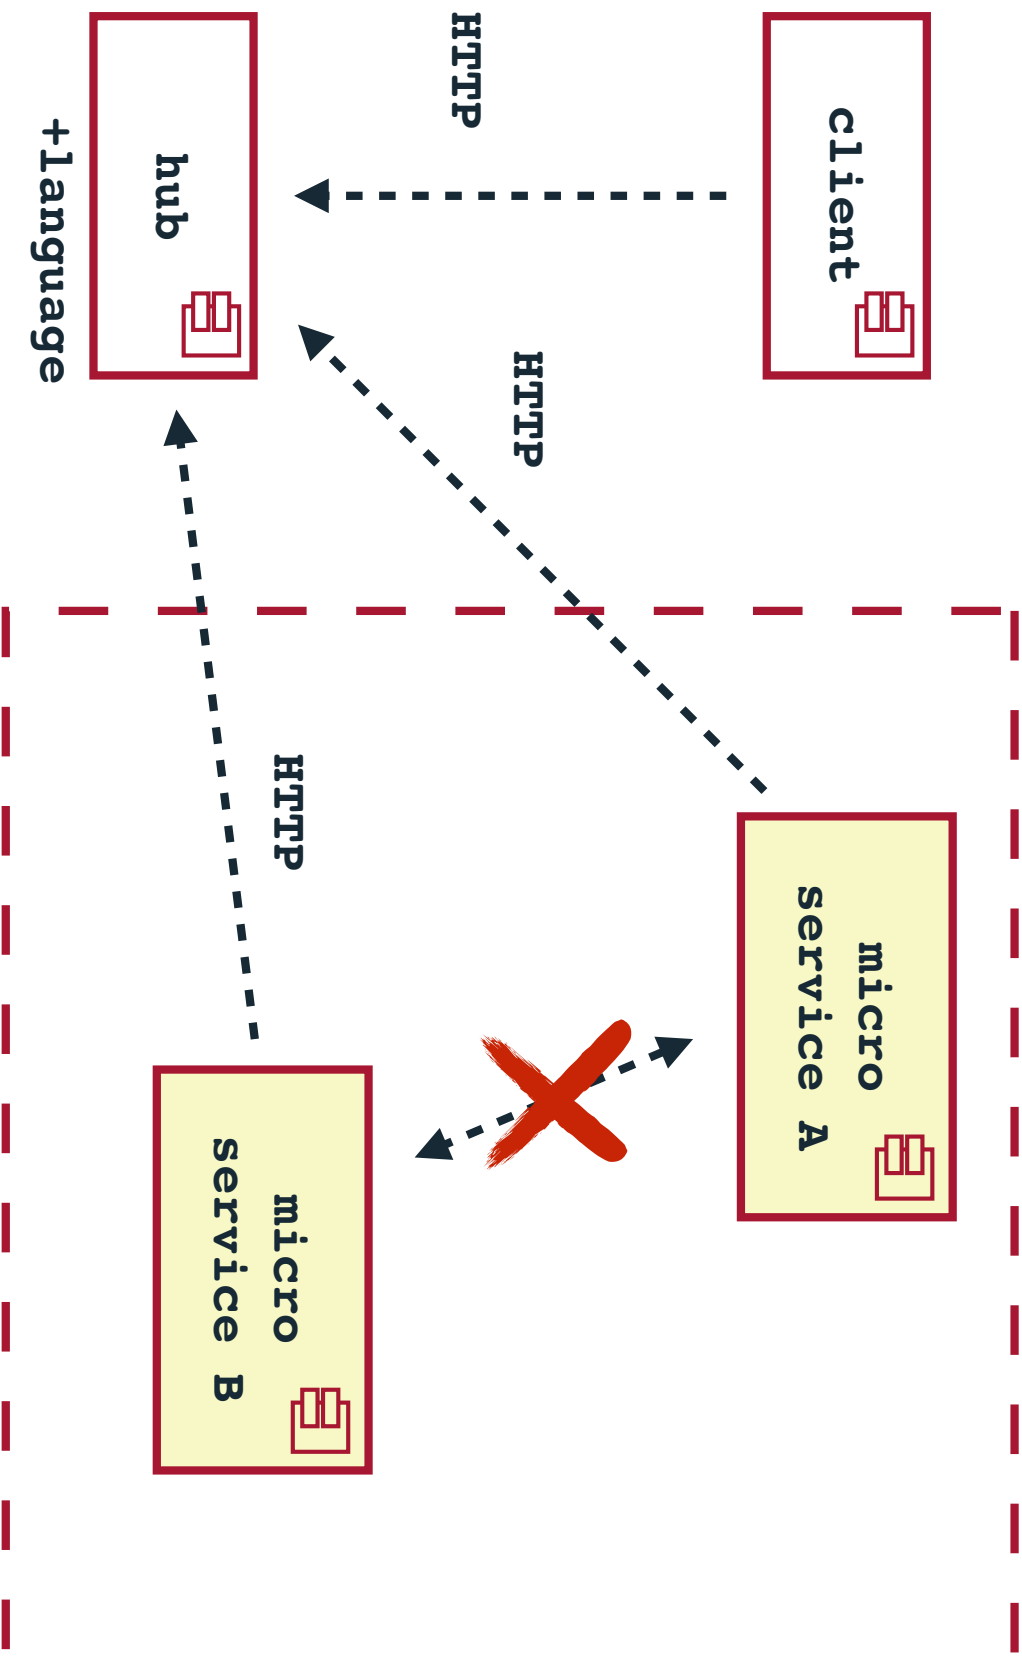 client
HTTP
hub
+language
HTTP
HTTP
micro
service A
micro
service B